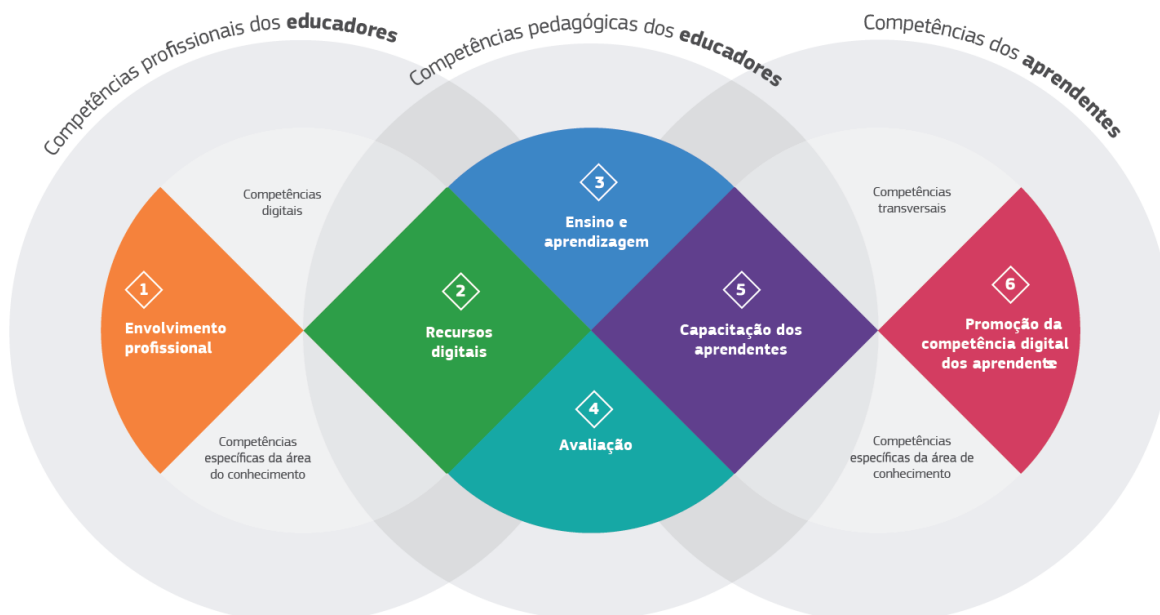 Competências profissionais dos educadores
Competências pedagógicas dos educadores
Competências dos aprendentes
Competências
digitais
1
Envolvimento
profissional
Competências
específicas da área
do conhecimento
2
Recursos
digitais
3
Ensino e
aprendizagem
4
Avaliação
5
Capacitação dos
aprendentes
Competências
transversais
6
Promoção da
competência digital
dos aprendente
Competências
específicas da área de
conhecimento